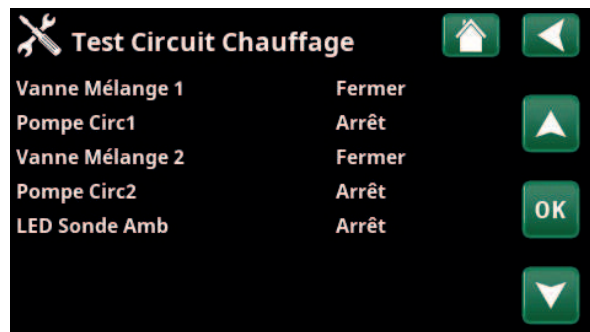 Test Circuit Chauffage
Vanne Mélange 1 Fermer
Pompe Circ1 Arrêt
Vanne Mélange 2 Fermer
Pompe Circ2 Arrêt
OK
LED Sonde Amb Arrêt